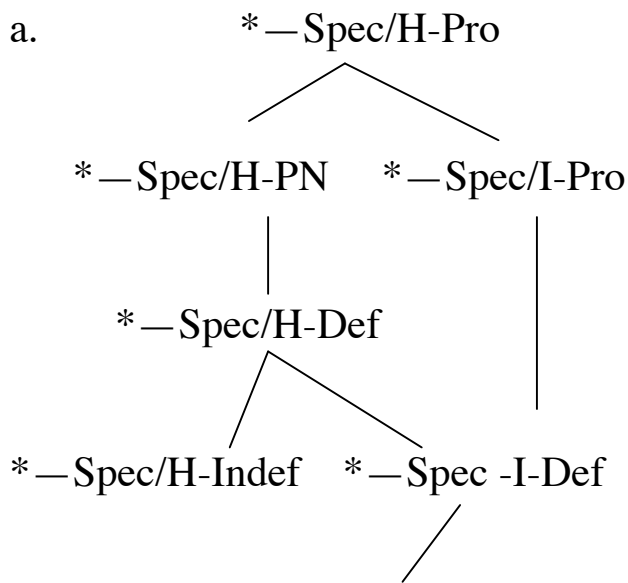 a. *—Spec/H-Pro
*—Spec/H-PN *—Spec/I-Pro
*—Spec/H-Def
*—Spec/H-Indef *—Spec -I-Def